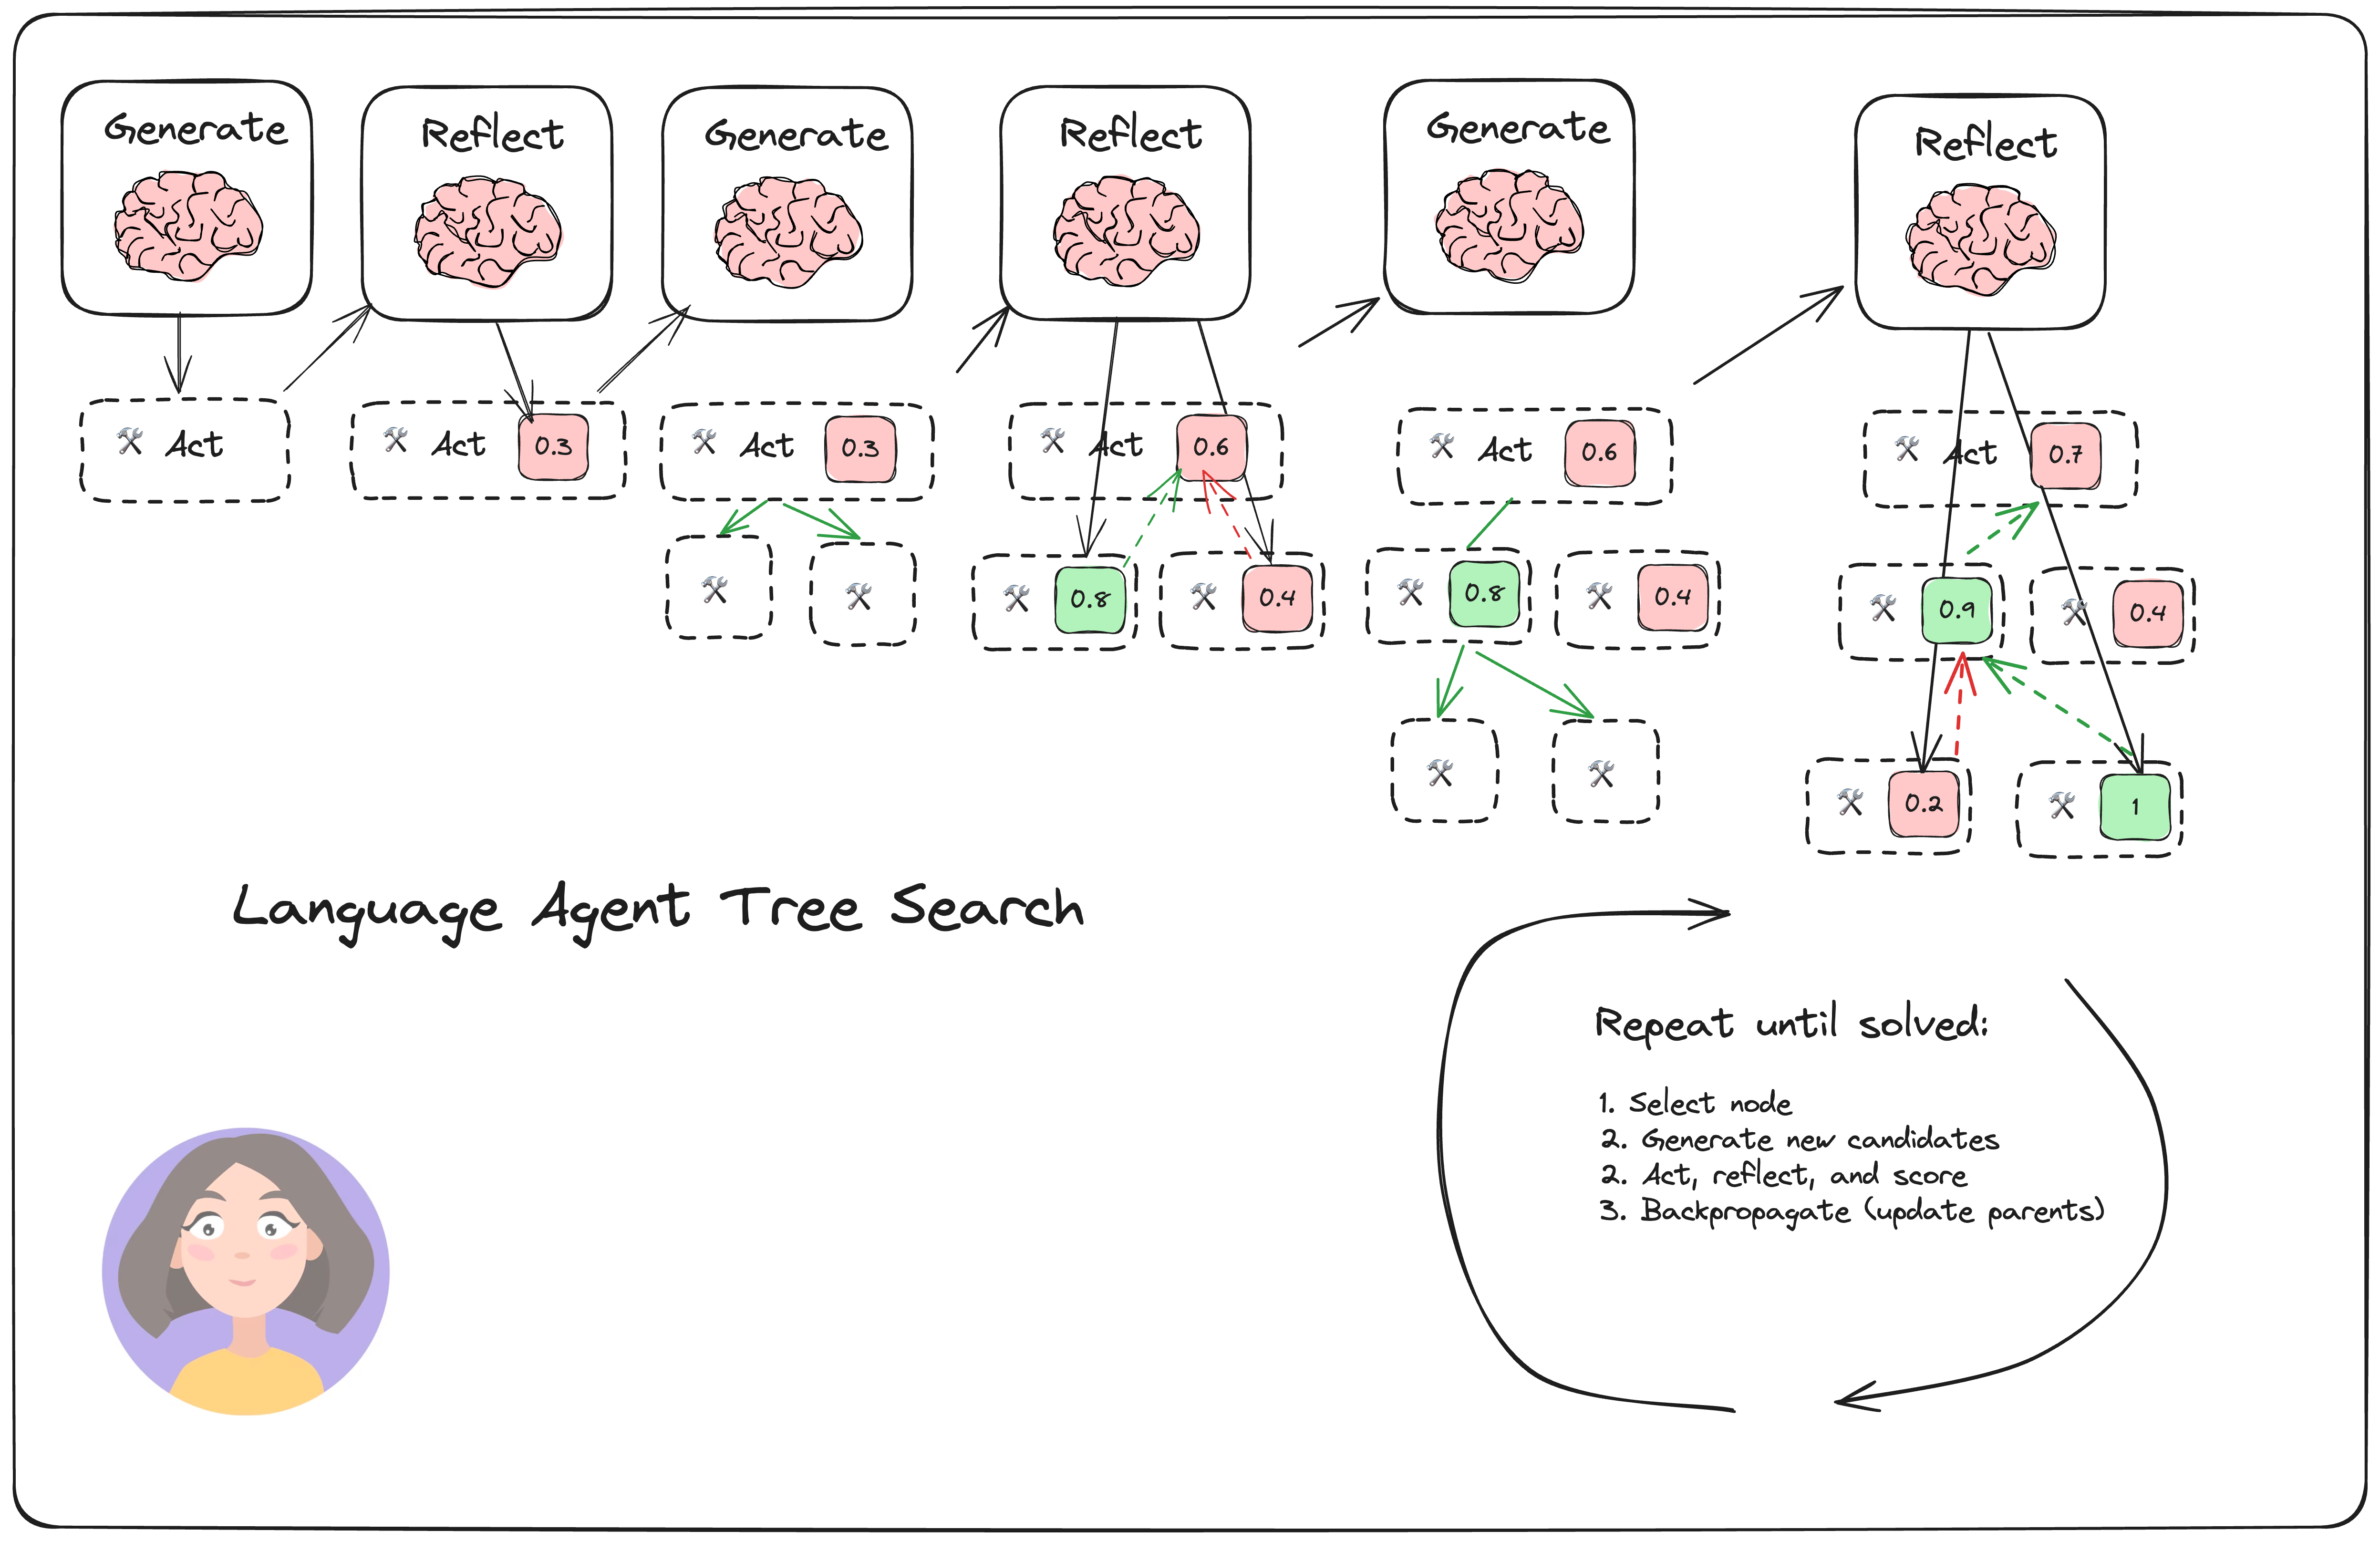 Generate
Reflect
Generate
Reflect
Generate
Reflect
Act
Act 0.3
Act 0.3
Act 0.6
Act 0.6
Act 0.7
0.8
0.4
0.8
0.4
0.9
0.4
0.2
1
Language Agent Tree Search
Repeat until solved:
1. Select node
2. Generate new candidates
2. Act, reflect, and score
3. Backpropagate (update parents)